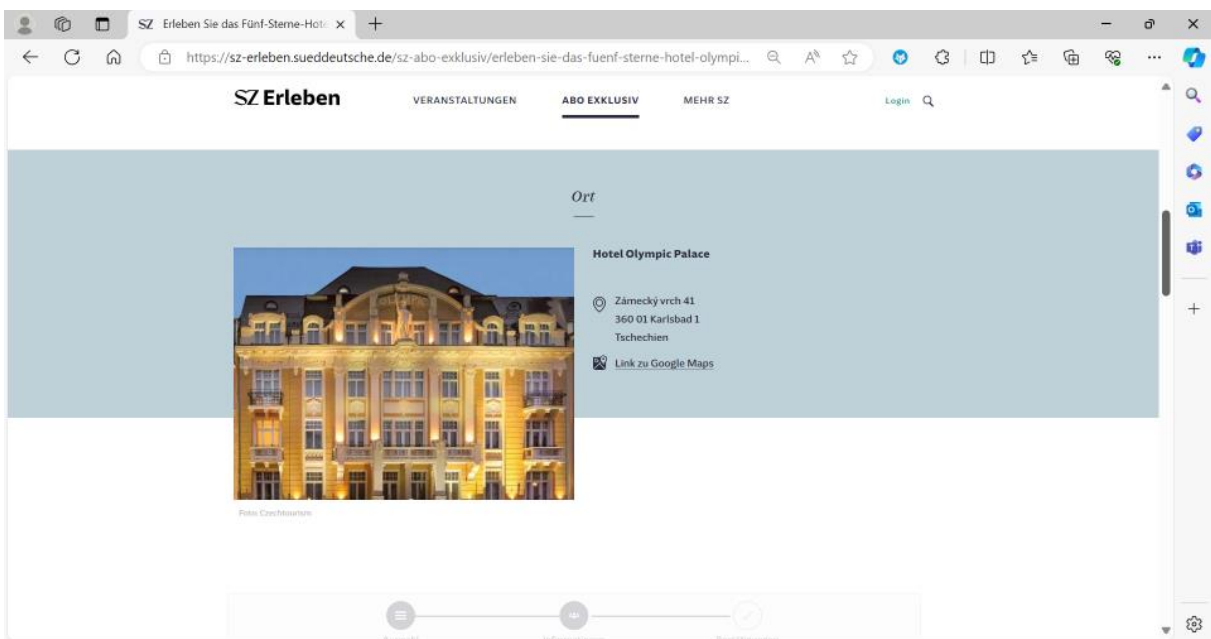 SZ Erleben Sie das Fünf-Sterne-Hot
https://sz-erleben.sueddeutsche.de/sz-abo-exklusiv/erleben-sie-das-fuenf-sterne-hotel-olympi...
SZ Erleben
VERANSTALTUNGEN
ABO EXKLUSIV
MEHR SZ
Login
Ort
OLYMPIC
Hotel Olympic Palace
Zámecký vrch 41
360 01 Karlsbad 1
Tschechien
Link zu Google Maps
Foto: Czechtourism